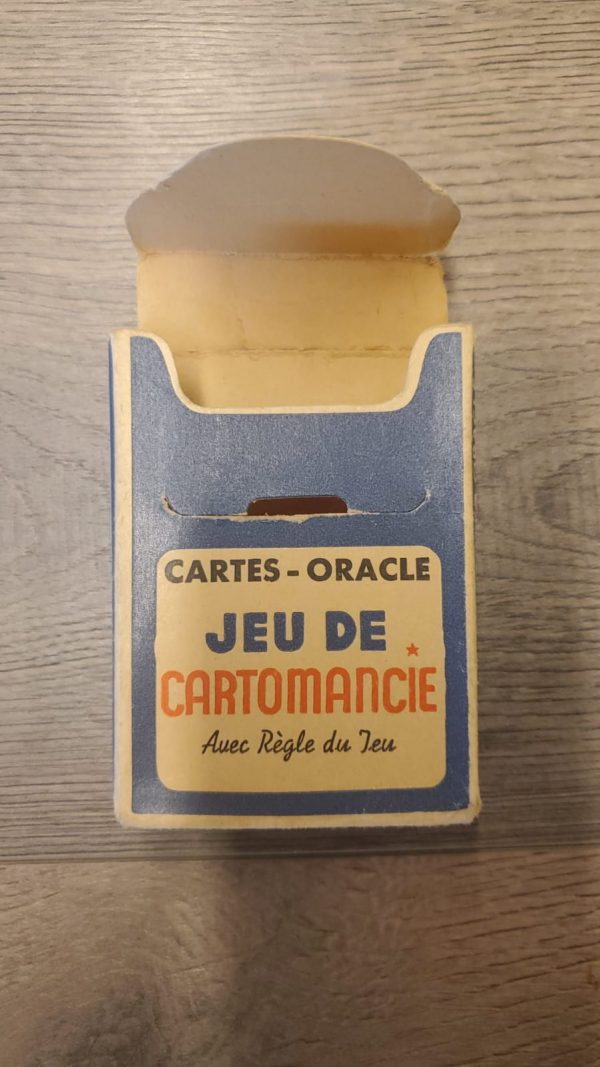 CARTES - ORACLE
JEU DE
CARTOMANCIE
Avec Règle du Jeu